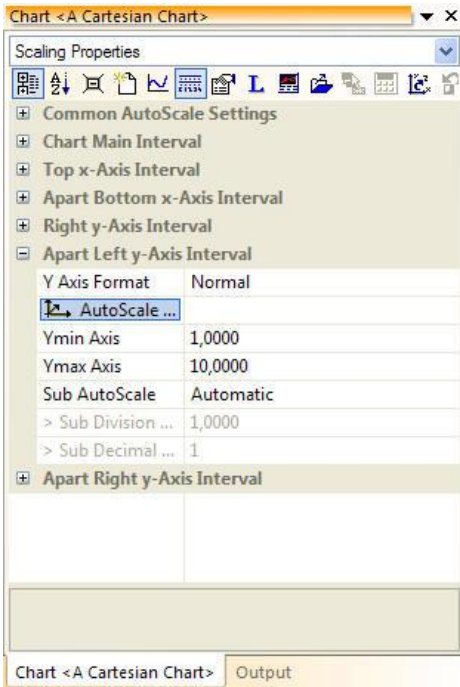 Chart <A Cartesian Chart>
Scaling Properties
L
Common AutoScale Settings
Chart Main Interval
Top x-Axis Interval
Apart Bottom x-Axis Interval
Right y-Axis Interval
Apart Left y-Axis Interval
Y Axis Format Normal
AutoScale ...
Ymin Axis 1,0000
Ymax Axis 10,0000
Sub AutoScale Automatic
> Sub Division ... 1,0000
> Sub Decimal ... 1
Apart Right y-Axis Interval
Chart <A Cartesian Chart> Output